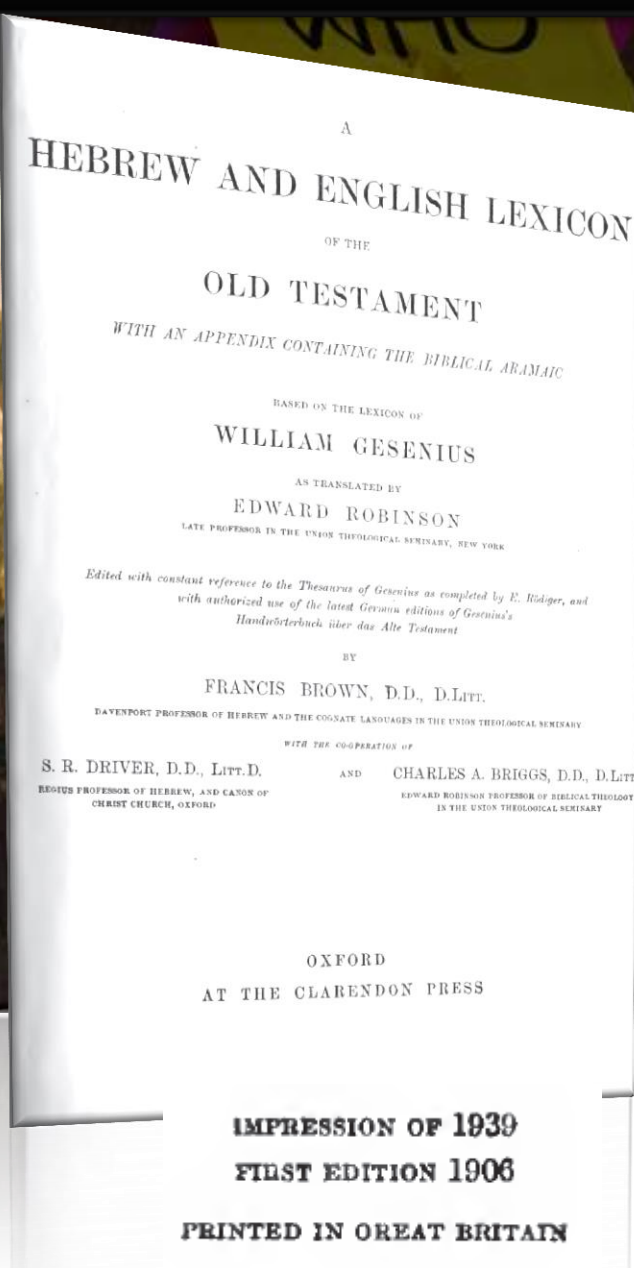 WHO
A
HEBREW AND ENGLISH LEXICON
OF THE
OLD TESTAMENT
WITH AN APPENDIX CONTAINING THE BIBLICAL ARAMAIC
BASED ON THE LEXICON OF
WILLIAM GESENIUS
AS TRANSLATED BY
EDWARD ROBINSON
LATE PROFESSOR IN THE UNION THEOLOGICAL SEMINARY, NEW YORK
Edited with constant reference to the Thesaurus of Gesenius as completed by E. Rödiger, and
with authorized use of the latest German editions of Gesenius's
Handwörterbuch über das Alte Testament
BY
FRANCIS BROWN, D.D., D.LITT.
DAVENPORT PROFESSOR OF HEBREW AND THE COGNATE LANGUAGES IN THE UNION THEOLOGICAL SEMINARY
WITH THE CO-OPERATION OF
S. R. DRIVER, D.D., LITT.D. AND CHARLES A. BRIGGS, D.D., D.LITT
REGIUS PROFESSOR OF HEBREW, AND CANON OF
CHRIST CHURCH, OXFORD
EDWARD ROBINSON PROFESSOR OF BIBLICAL THEOLOGY
IN THE UNION THEOLOGICAL SEMINARY
OXFORD
AT THE CLARENDON PRESS
IMPRESSION OF 1939
FIRST EDITION 1906
PRINTED IN GREAT BRITAIN